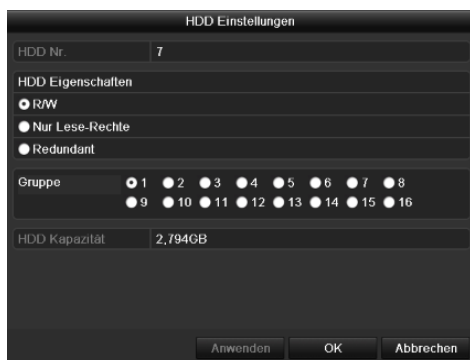 HDD Einstellungen
HDD Nr. 7
HDD Eigenschaften
R/W
Nur Lese-Rechte
Redundant
Gruppe 1 2 3 4 5 6 7 8
9 10 11 12 13 14 15 16
HDD Kapazität 2,794GB
Anwenden OK Abbrechen